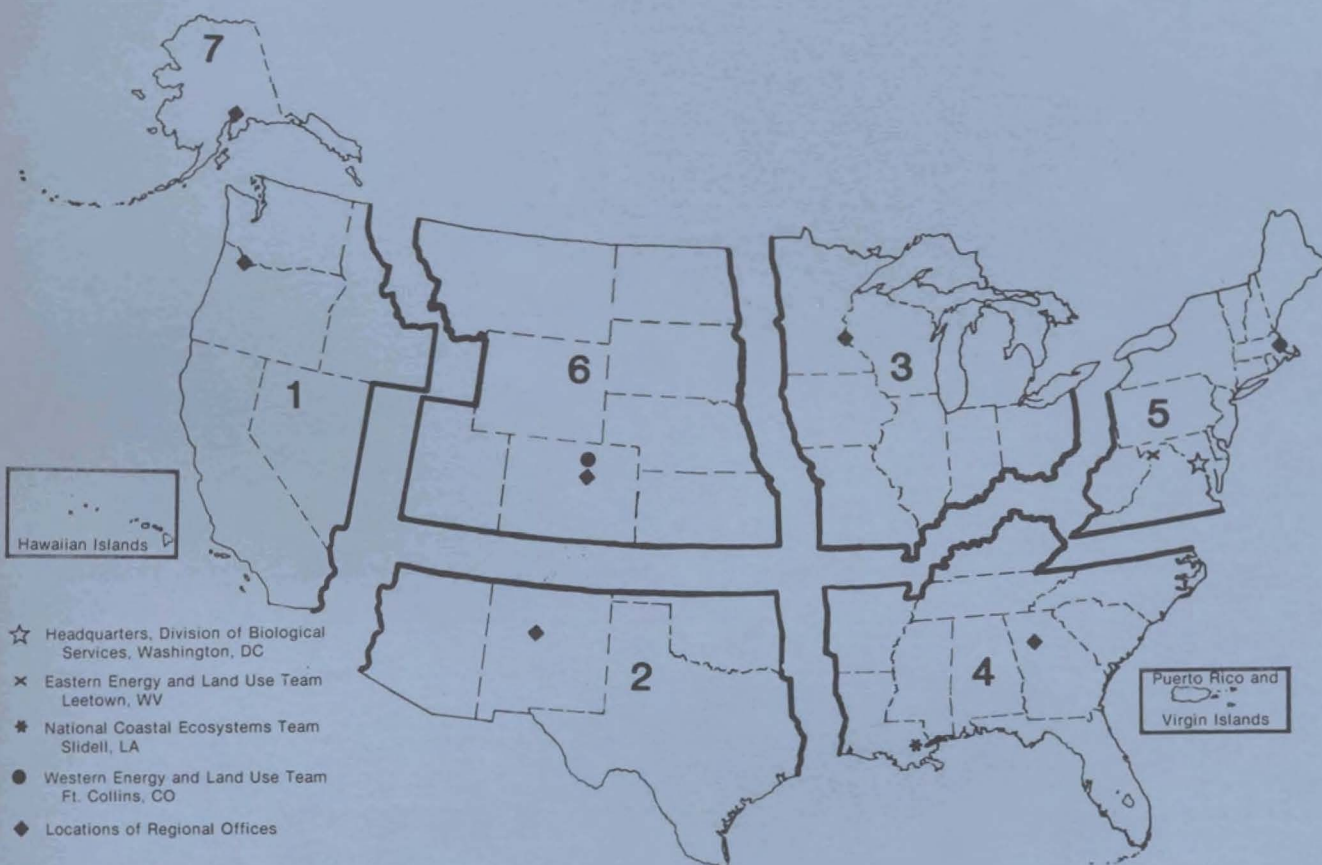 7
6
3
1
5
Hawaiian Islands
2
4
Puerto Rico and
Virgin Islands
☆ Headquarters, Division of Biological
Services, Washington, DC
× Eastern Energy and Land Use Team
Leetown, WV
* National Coastal Ecosystems Team
Slidell, LA
● Western Energy and Land Use Team
Ft. Collins, CO
◆ Locations of Regional Offices